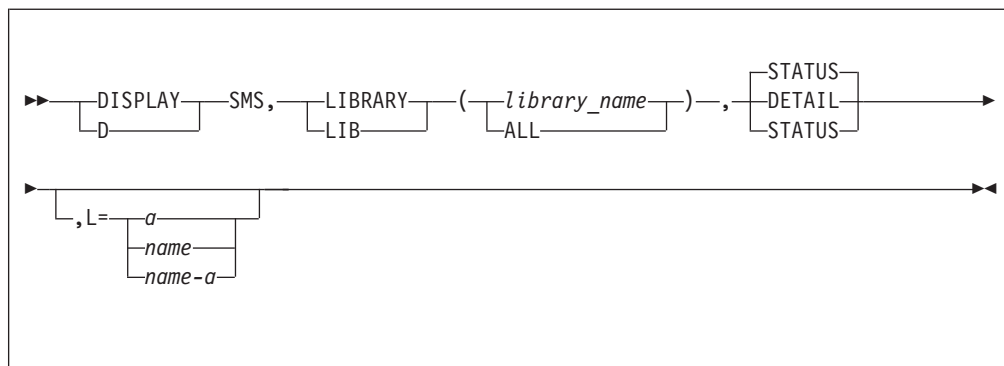 STATUS
DISPLAY SMS, LIBRARY ( library_name ) , DETAIL
D LIB ALL STATUS
,L= a
name
name-a